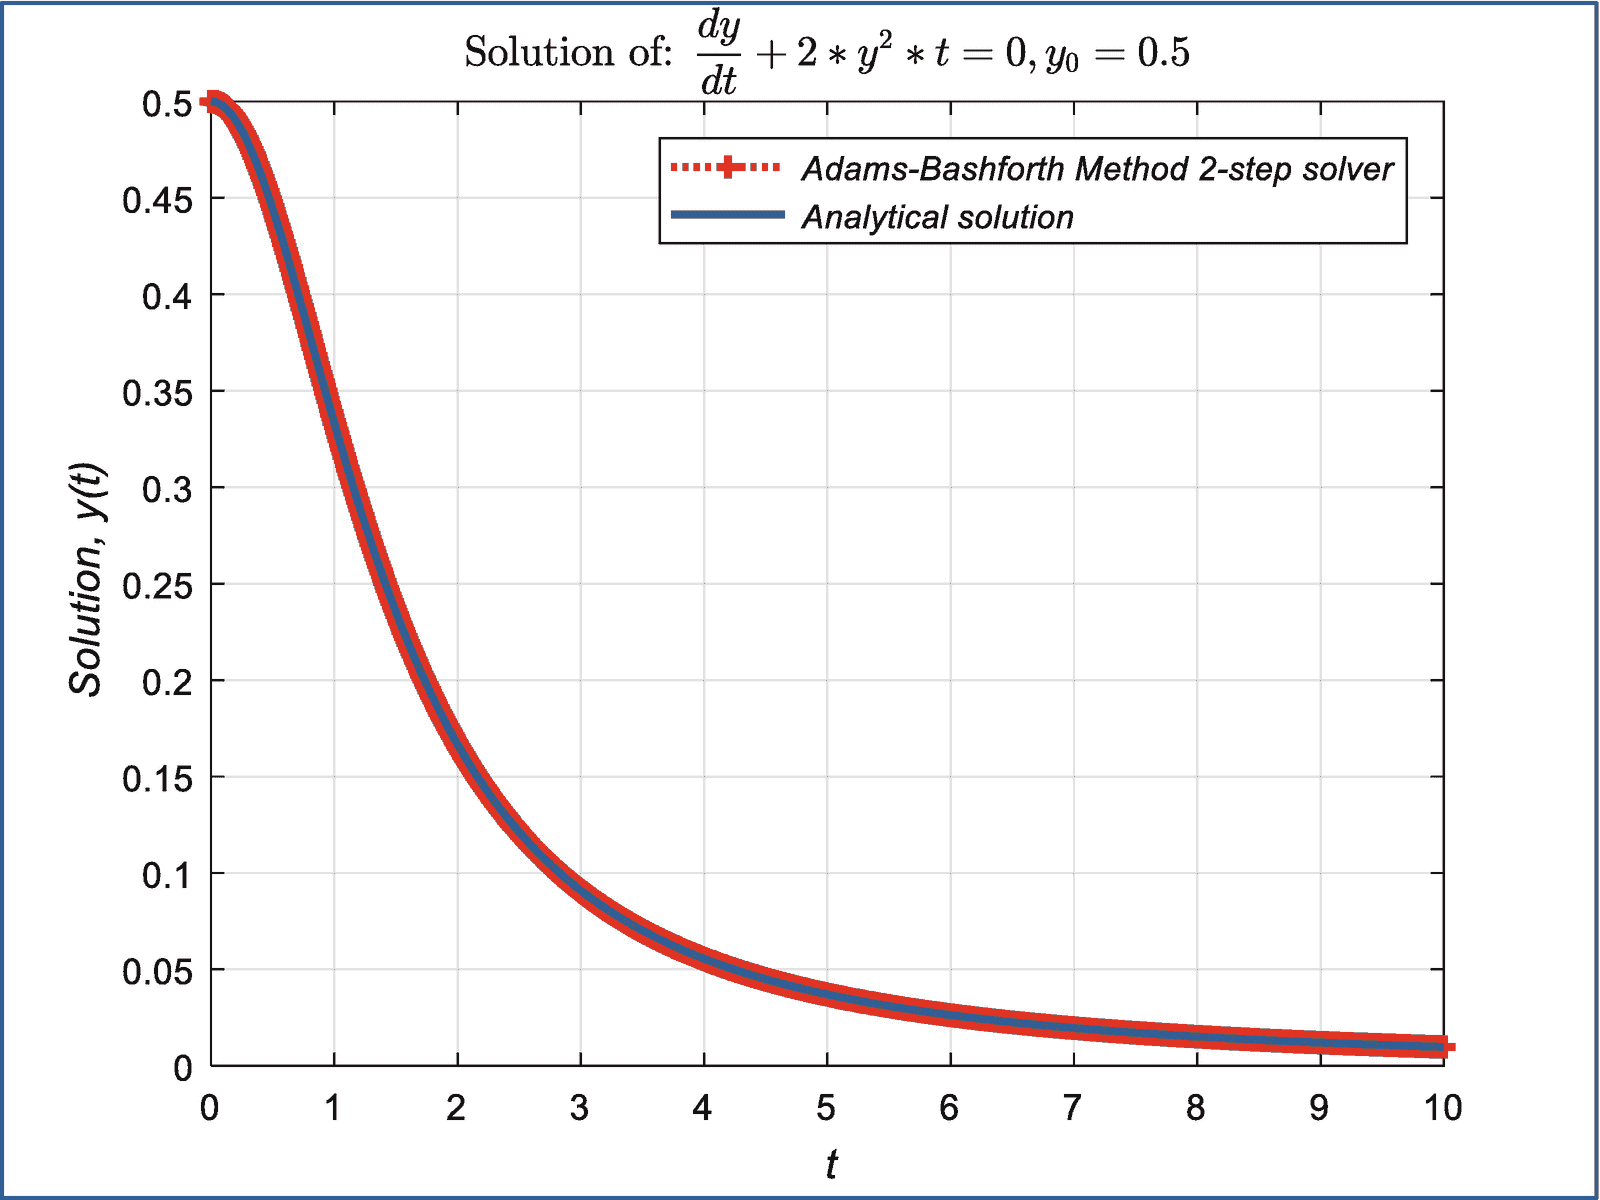 Solution of: dy/dt + 2 * y² * t = 0, y₀ = 0.5
Adams-Bashforth Method 2-step solver
Analytical solution
Solution, y(t)
0.5
0.45
0.4
0.35
0.3
0.25
0.2
0.15
0.1
0.05
0
0 1 2 3 4 5 6 7 8 9 10
t